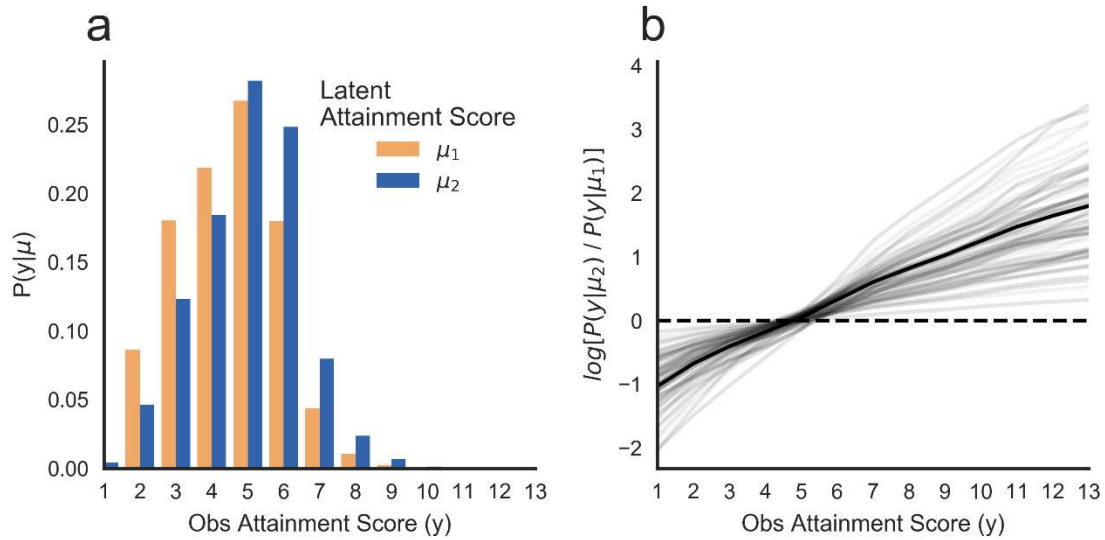 a
P(y|μ)
0.25
0.20
0.15
0.10
0.05
0.00
Latent
Attainment Score
μ1
μ2
1 2 3 4 5 6 7 8 9 10 11 12 13
Obs Attainment Score (y)
b
log[P(y|μ2) / P(y|μ1)]
4
3
2
1
0
−1
−2
1 2 3 4 5 6 7 8 9 10 11 12 13
Obs Attainment Score (y)